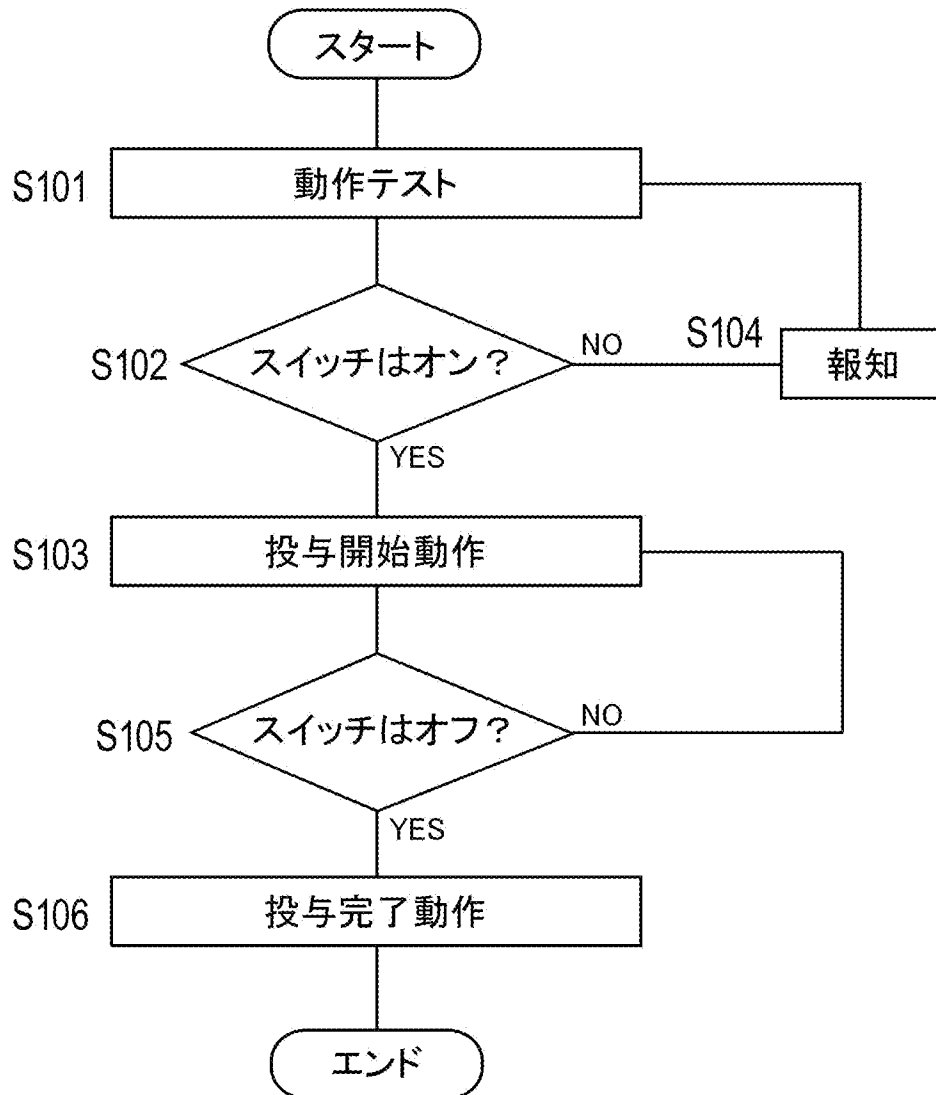 スタート
S101
動作テスト
S102
スイッチはオン?
NO
S104
報知
YES
S103
投与開始動作
S105
スイッチはオフ?
NO
YES
S106
投与完了動作
エンド